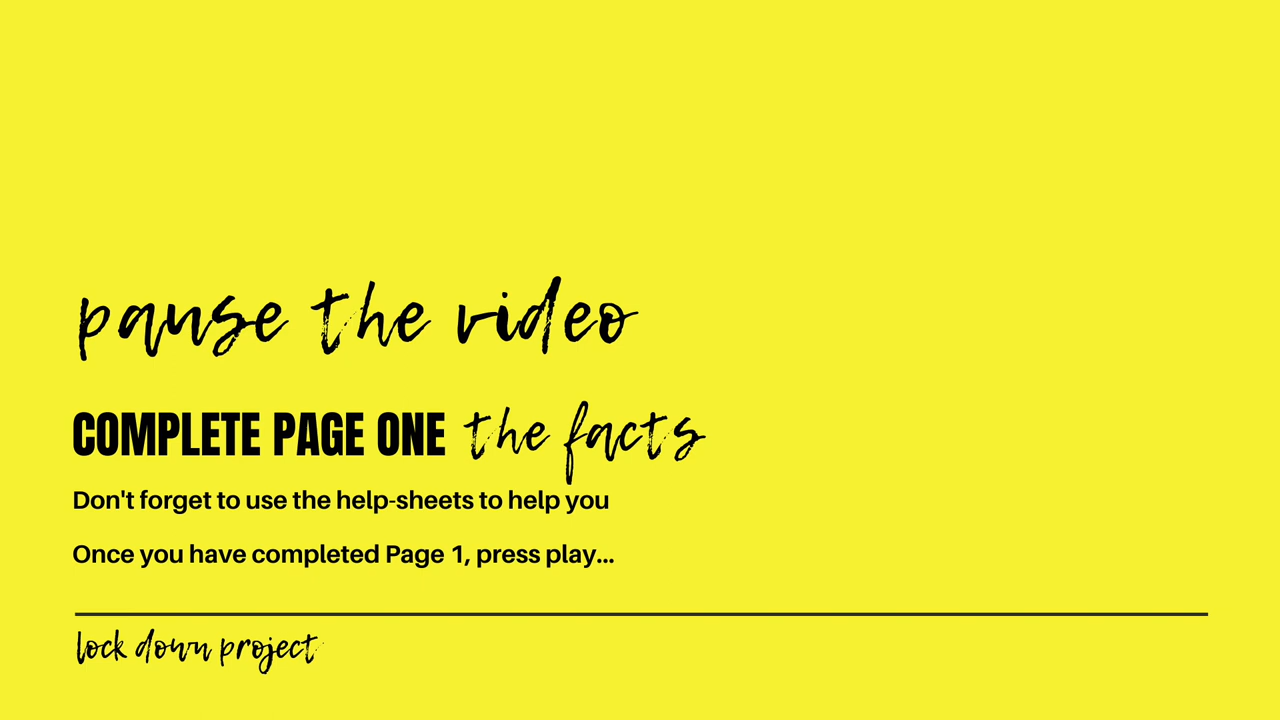 pause the video
COMPLETE PAGE ONE the facts
Don't forget to use the help-sheets to help you
Once you have completed Page 1, press play...
lock down project